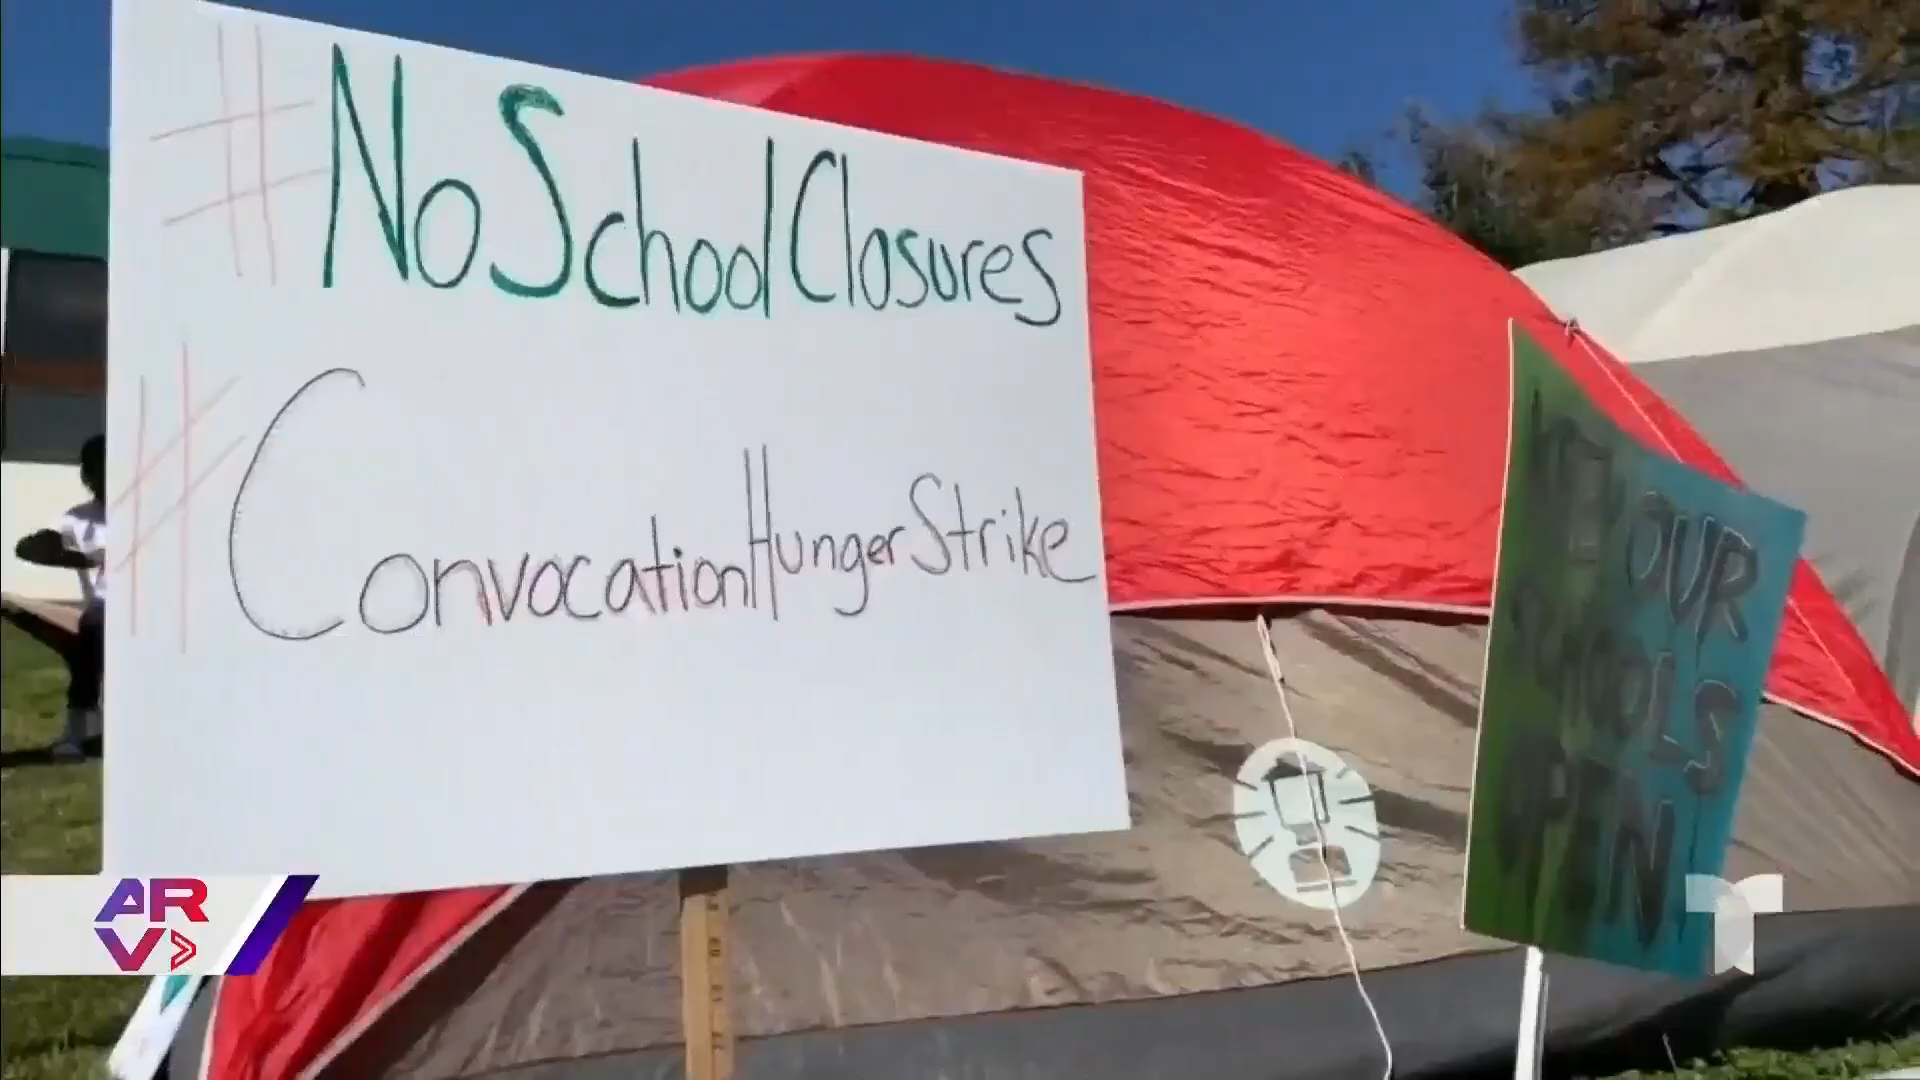 #NoSchoolClosures
#ConvocationHungerStrike
OUR
SCHOOLS
OPEN
ARV
T